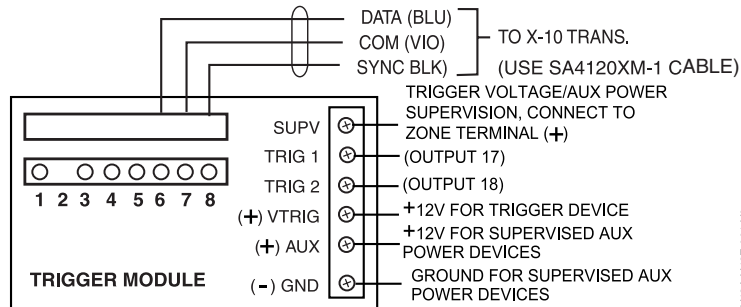 DATA (BLU)
COM (VIO)
SYNC BLK)
TO X-10 TRANS.
(USE SA4120XM-1 CABLE)
TRIGGER VOLTAGE/AUX POWER
SUPERVISION, CONNECT TO
ZONE TERMINAL (+)
SUPV
TRIG 1
(OUTPUT 17)
TRIG 2
(OUTPUT 18)
(+) VTRIG
+12V FOR TRIGGER DEVICE
(+) AUX
+12V FOR SUPERVISED AUX
POWER DEVICES
(-) GND
GROUND FOR SUPERVISED AUX
POWER DEVICES
1 2 3 4 5 6 7 8
TRIGGER MODULE